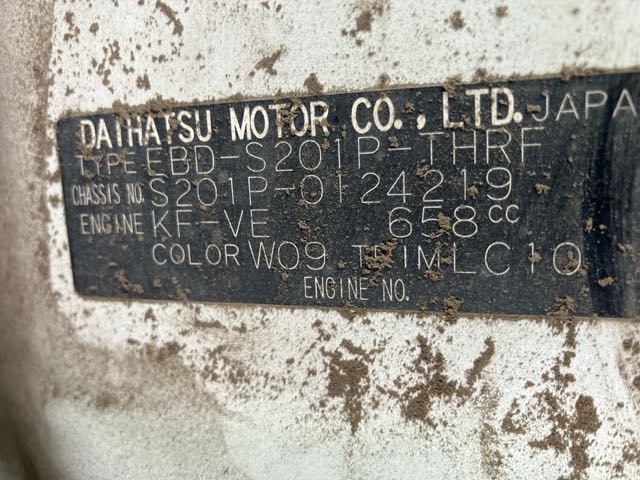 DAIHATSU MOTOR CO., LTD. JAPA
TYPE EBD-S201P-THRF
CHASSIS NO. S201P-0124219
ENGINE KF-VE 658cc
COLOR W09 TRIM LC10
ENGINE NO.